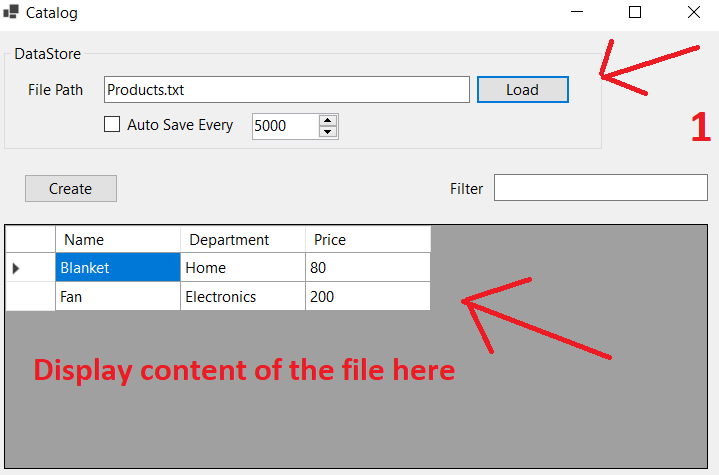 Catalog
DataStore
File Path Products.txt Load
Auto Save Every 5000
1
Create Filter
Name Department Price
Blanket Home 80
Fan Electronics 200
Display content of the file here